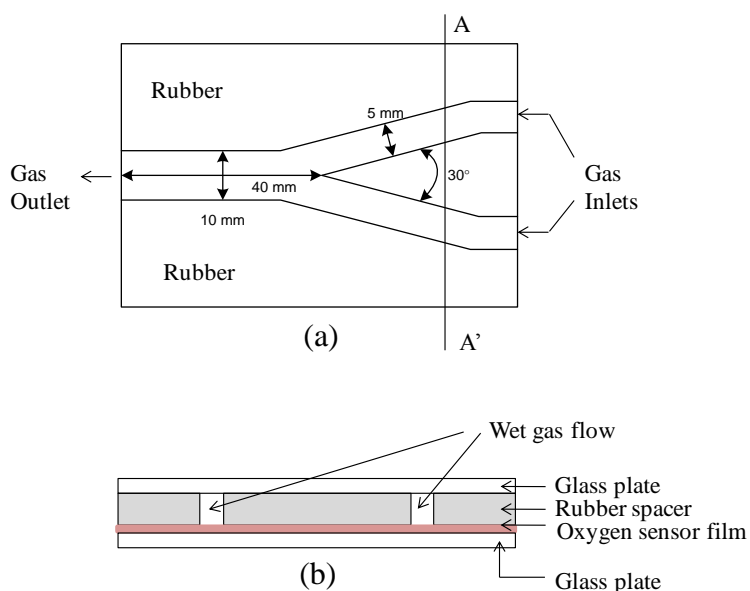 A
Rubber
5 mm
Gas
Outlet
40 mm
30°
Gas
Inlets
10 mm
Rubber
(a)
A’
Wet gas flow
Glass plate
Rubber spacer
Oxygen sensor film
(b)
Glass plate